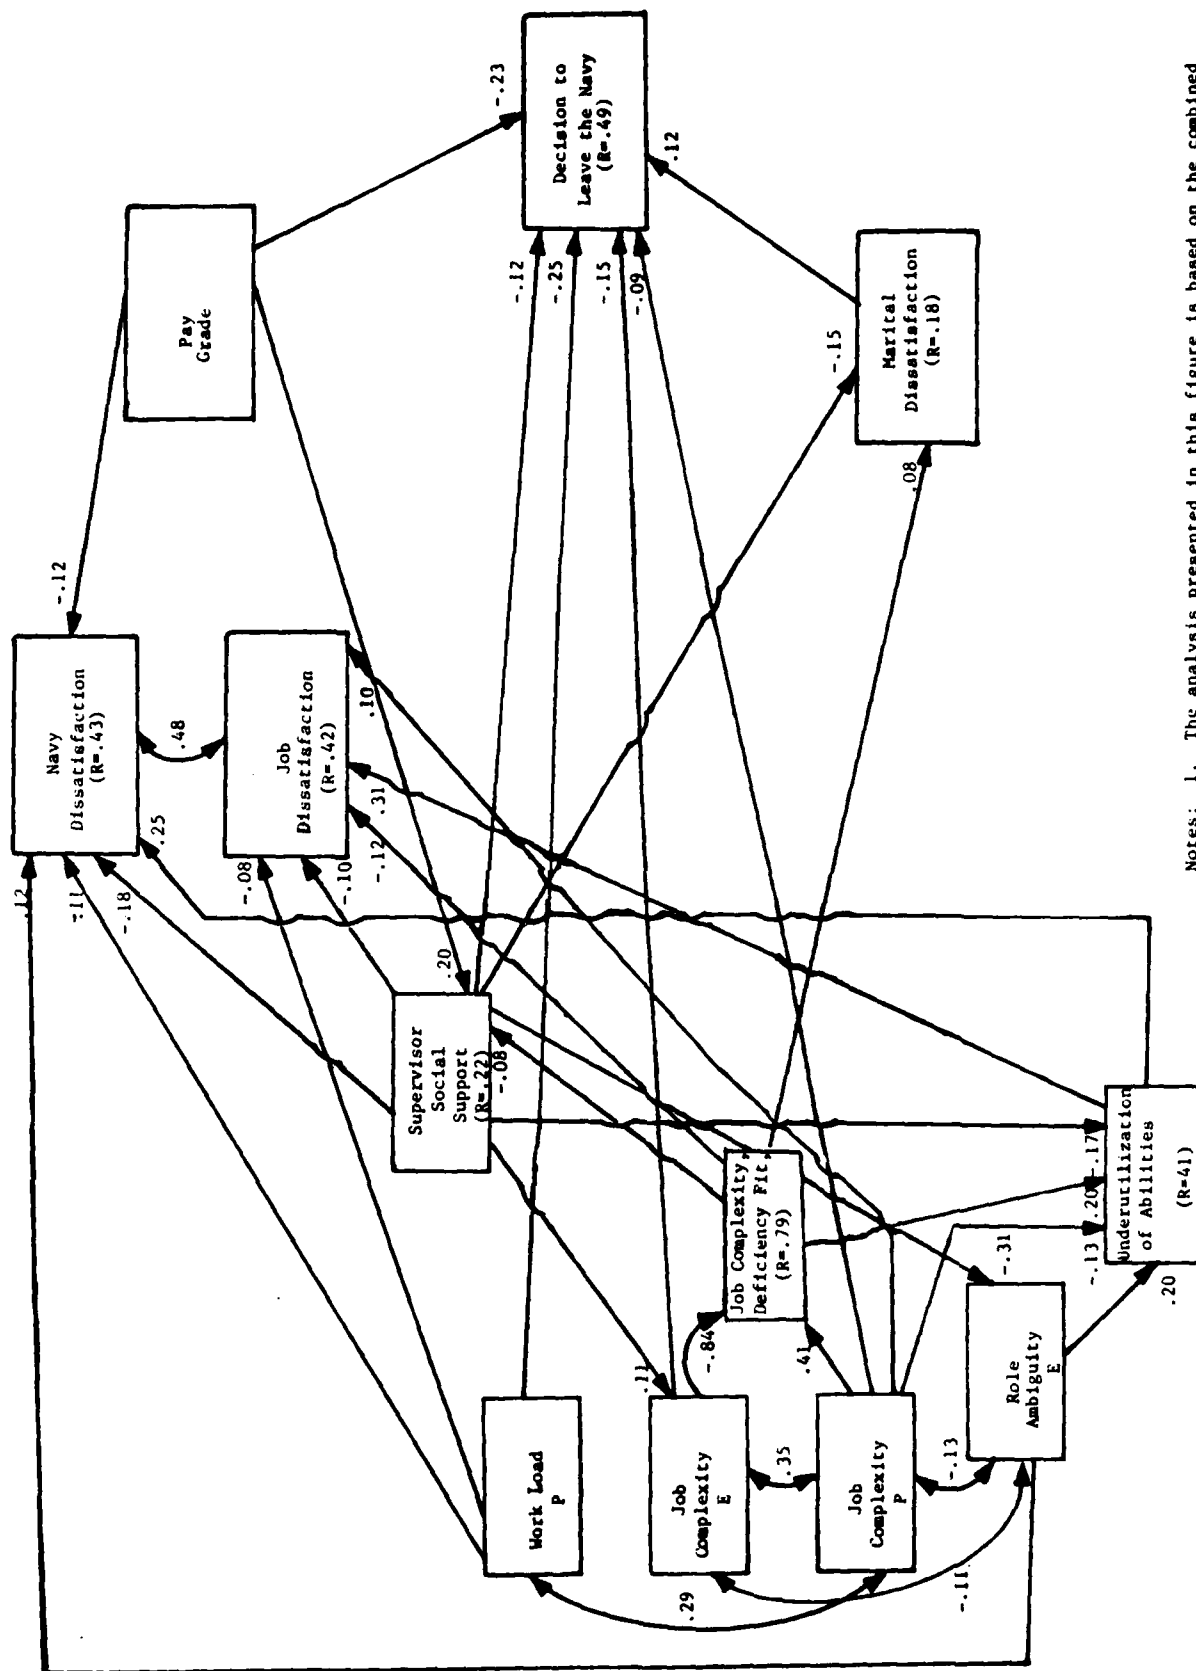 Navy
Dissatisfaction
(R=.43)
Job
Dissatisfaction
(R=.42)
Pay
Grade
Decision to
Leave the Navy
(R=.49)
Supervisor
Social
Support
(R=.22)
Marital
Dissatisfaction
(R=.18)
Work Load
P
Job
Complexity
E
Job
Complexity
P
Job Complexity,
Deficiency Fit,
(R=.79)
Role
Ambiguity
E
Underutilization
of Abilities
(R=41)
.12
-.11
-.18
.25
-.12
.48
-.08
-.10
-.12
.31
.10
-.23
-.12
-.25
-.15
-.09
.12
-.15
.08
.20
-.08
.11
-.84
.41
.35
-.13
.29
-.11
-.31
-.13
.20
-.17
.20
Notes: 1. The analysis presented in this figure is based on the combined